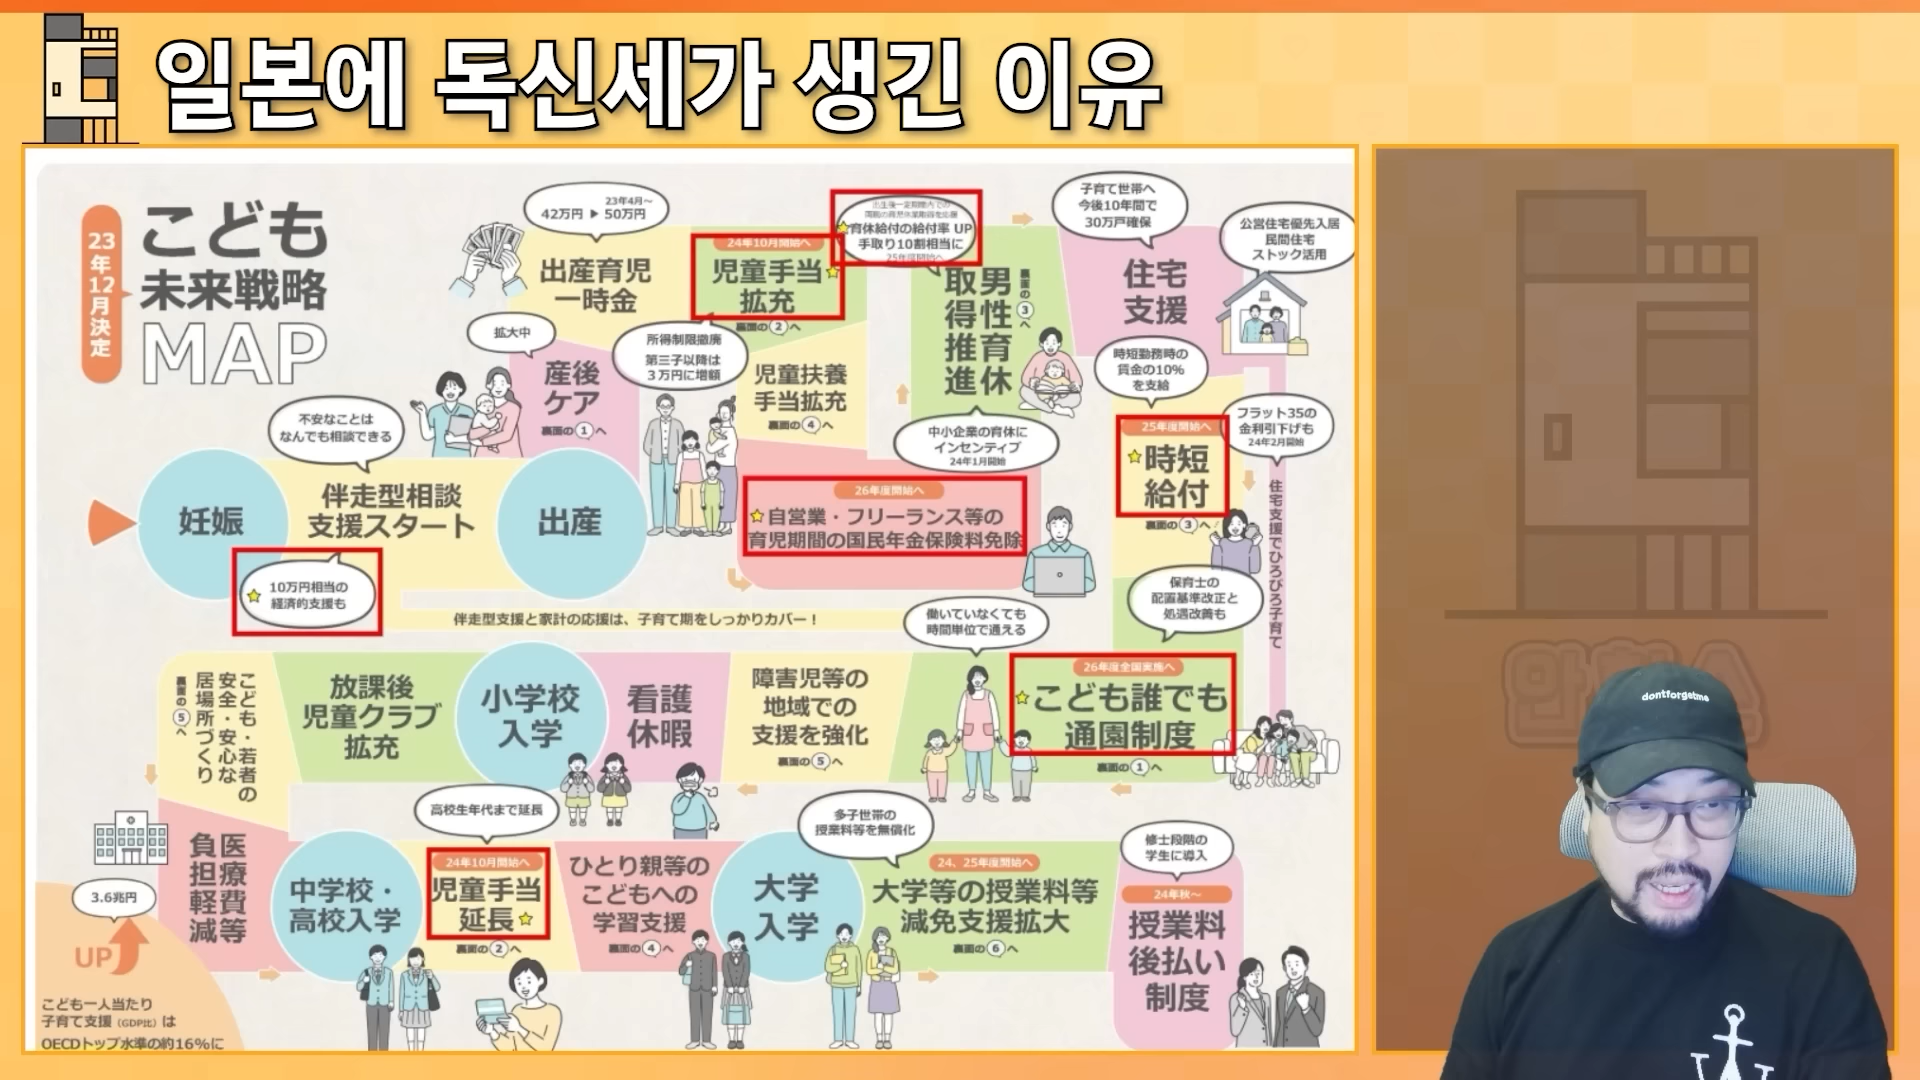 일본에 독신세가 생긴 이유
23年12月決定
こども
未来戦略
MAP
42万円 ▶ 50万円
23年4月~
出産育児
一時金
24年10月開始へ
児童手当
拡充
裏面の②へ
育休給付の給付率 UP
手取り10割相当に
25年度開始へ
男性育休
取得推進
裏面の③へ
子育て世帯へ
今後10年間で
30万戸確保
住宅
支援
公営住宅優先入居
民間住宅
ストック活用
拡大中
産後
ケア
裏面の①へ
所得制限撤廃
第三子以降は
3万円に増額
児童扶養
手当拡充
裏面の④へ
中小企業の育休に
インセンティブ
24年1月開始
時短勤務時の
賃金の10%
を支給
25年度開始へ
時短
給付
裏面の③へ
フラット35の
金利引下げも
24年2月開始
住宅支援でひろびろ子育て
不安なことは
なんでも相談できる
妊娠
伴走型相談
支援スタート
10万円相当の
経済的支援も
出産
26年度開始へ
自営業・フリーランス等の
育児期間の国民年金保険料免除
伴走型支援と家計の応援は、子育て期をしっかりカバー!
働いていなくても
時間単位で通える
保育士の
配置基準改正と
処遇改善も
26年度全国実施へ
こども誰でも
通園制度
裏面の①へ
障害児等の
地域での
支援を強化
裏面の⑤へ
看護
休暇
小学校
入学
放課後
児童クラブ
拡充
こども・若者の
安全・安心な
居場所づくり
裏面の⑤へ
医療費等
負担軽減
3.6兆円
UP
こども一人当たり
子育て支援(GDP比)は
OECDトップ水準の約16%に
中学校・
高校入学
高校生年代まで延長
24年10月開始へ
児童手当
延長
裏面の②へ
ひとり親等の
こどもへの
学習支援
裏面の④へ
大学
入学
多子世帯の
授業料等を無償化
24、25年度開始へ
大学等の授業料等
減免支援拡大
裏面の⑥へ
修士段階の
学生に導入
24年秋~
授業料
後払い
制度
dontforgetme